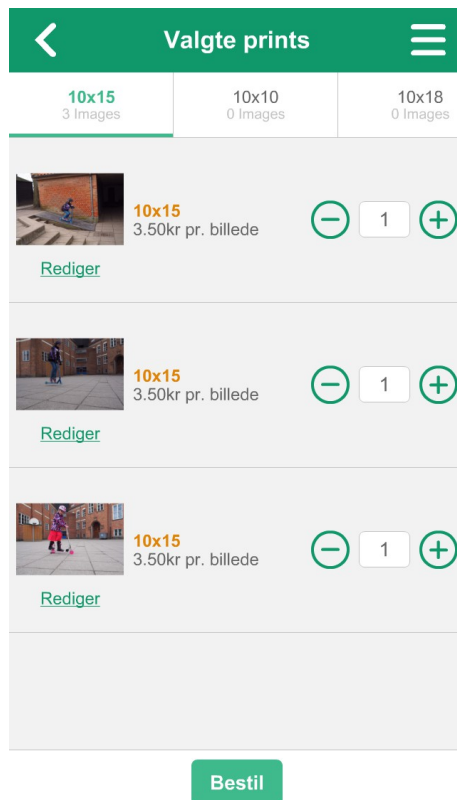 Valgte prints
10x15
3 Images
10x10
0 Images
10x18
0 Images
10x15
3.50kr pr. billede
1
Rediger
10x15
3.50kr pr. billede
1
Rediger
10x15
3.50kr pr. billede
1
Rediger
Bestil